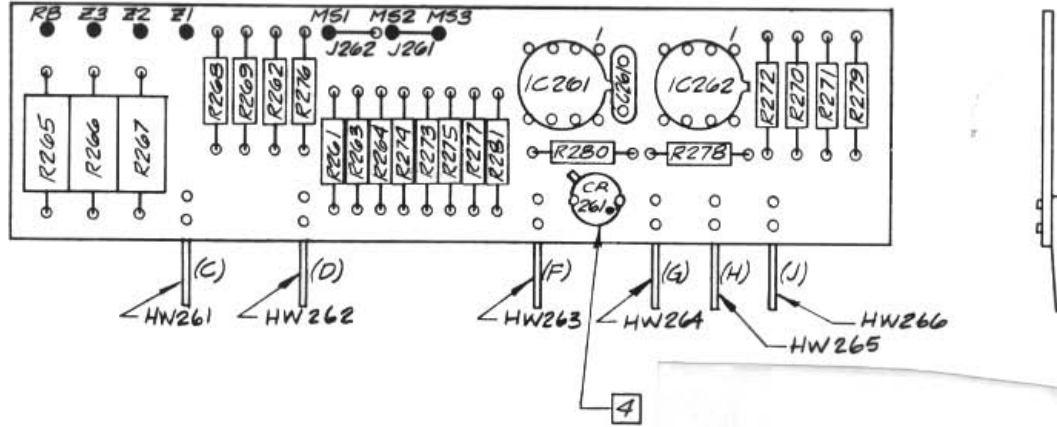 RB Z3 Z2 Z1 MS1 MS2 MS3
J262 J261
1 1
R268 R269 R262 R276
IC261 C2610 IC262
R272 R270 R271 R279
R265 R266 R267
R261 R263 R264 R274 R273 R275 R277 R281
R280 R278
CR
261
(C) (D) (F) (G) (H) (J)
HW261 HW262 HW263 HW264 HW266
HW265
4